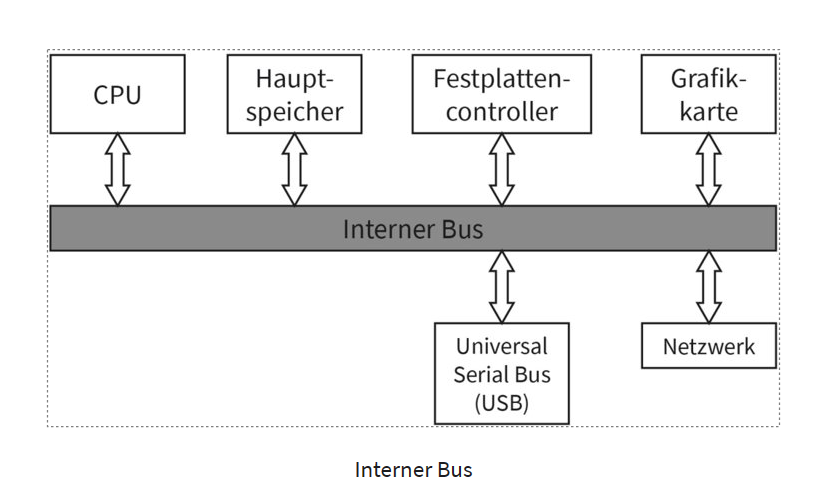 CPU
Haupt-
speicher
Festplatten-
controller
Grafik-
karte
Interner Bus
Universal
Serial Bus
(USB)
Netzwerk
Interner Bus